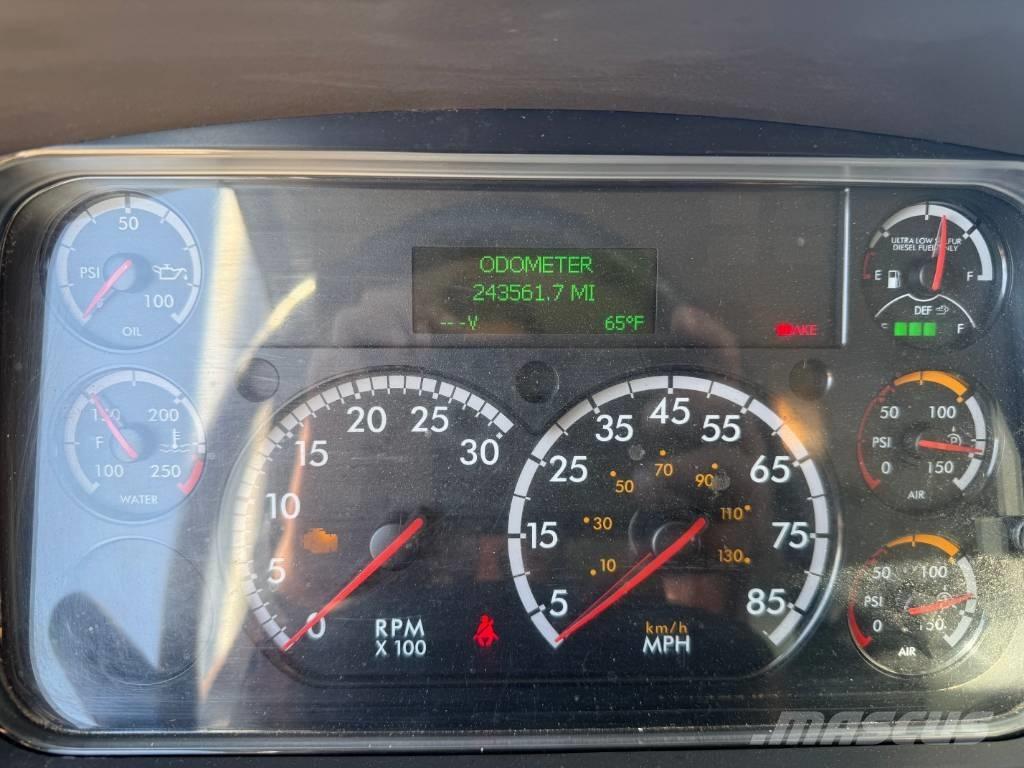 50
PSI
100
OIL
ODOMETER
243561.7 MI
-- -V 65°F
ULTRA LOW SULFUR
DIESEL FUEL ONLY
E F
DEF
F
150 200
F
100 250
WATER
0 5 10 15 20 25 30
RPM
X 100
5 15 25 35 45 55 65 75 85
10 30 50 70 90 110 130
km/h
MPH
50 100
PSI
0 150
AIR
50 100
PSI
0 150
AIR
MASCUS